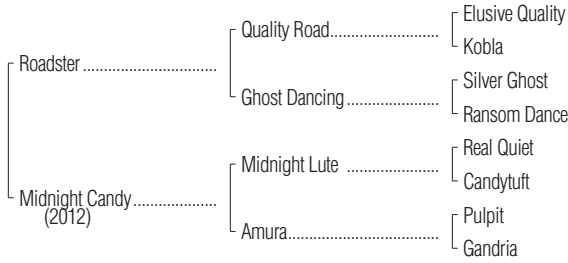 Elusive Quality
Quality Road
Kobla
Roadster
Silver Ghost
Ghost Dancing
Ransom Dance
Real Quiet
Midnight Lute
Candytuft
Midnight Candy
(2012)
Pulpit
Amura
Gandria